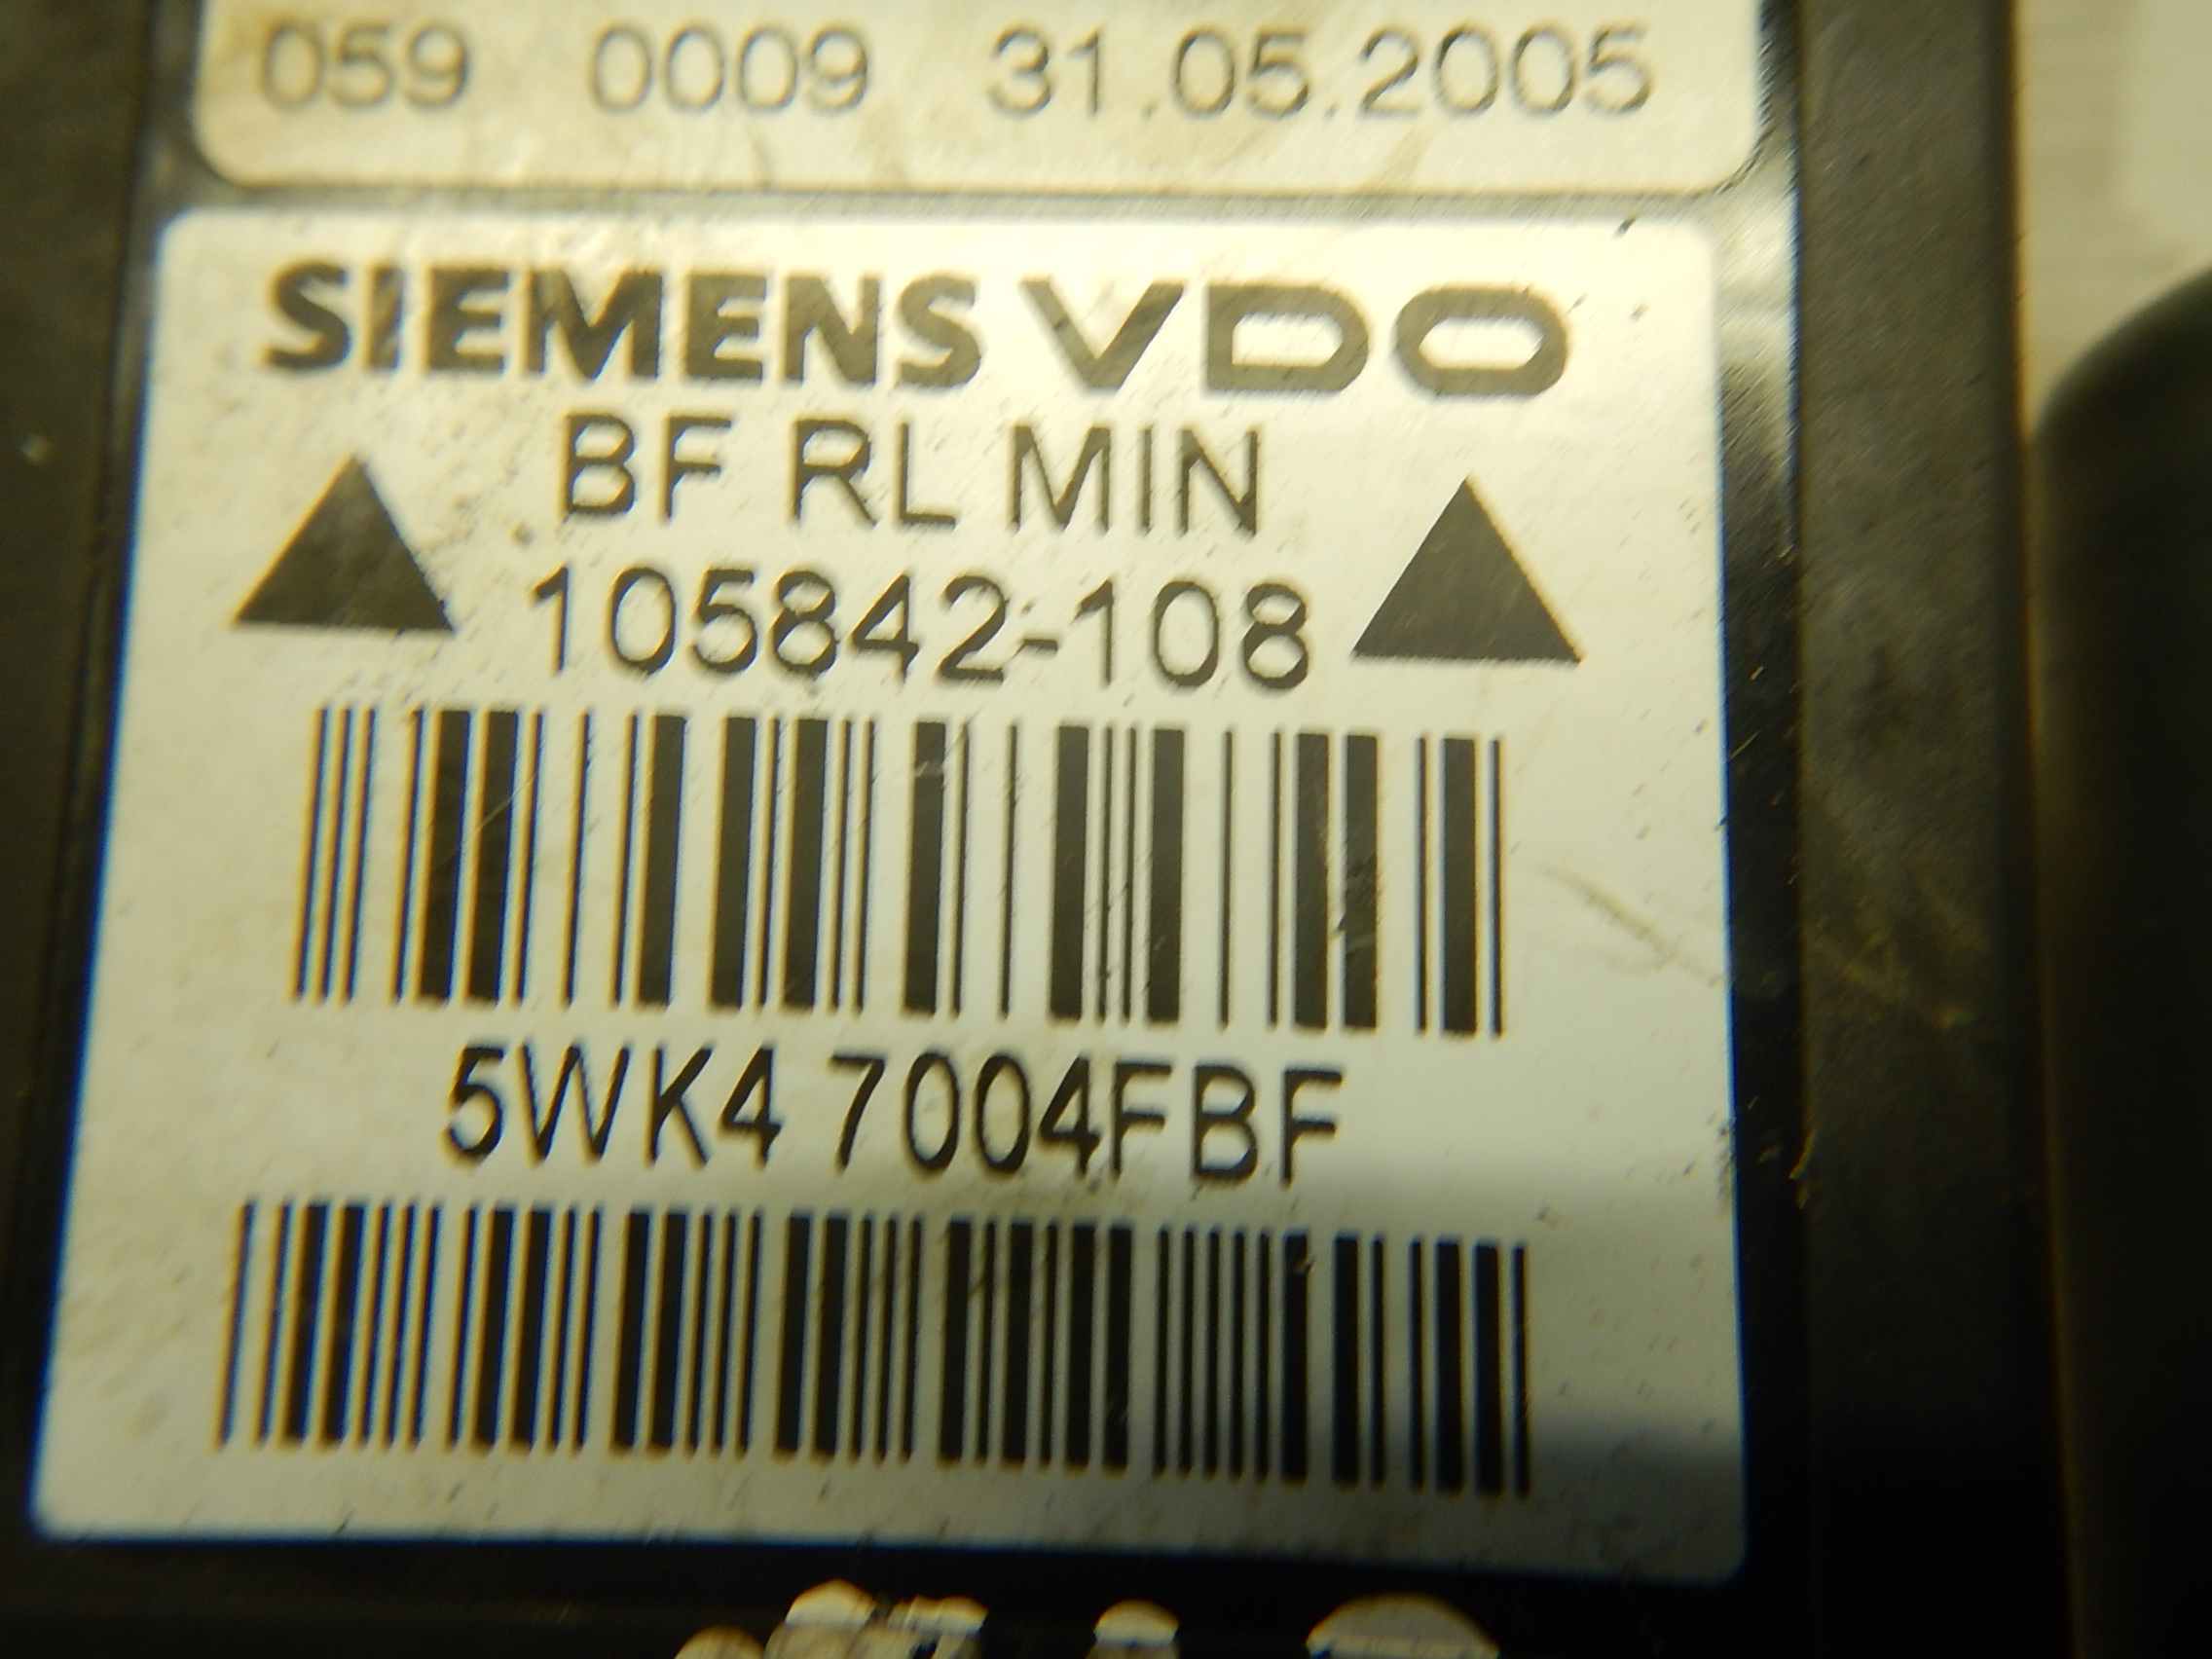 059 0009 31.05.2005
SIEMENS VDO
BF RL MIN
105842-108
5WK4 7004FBF